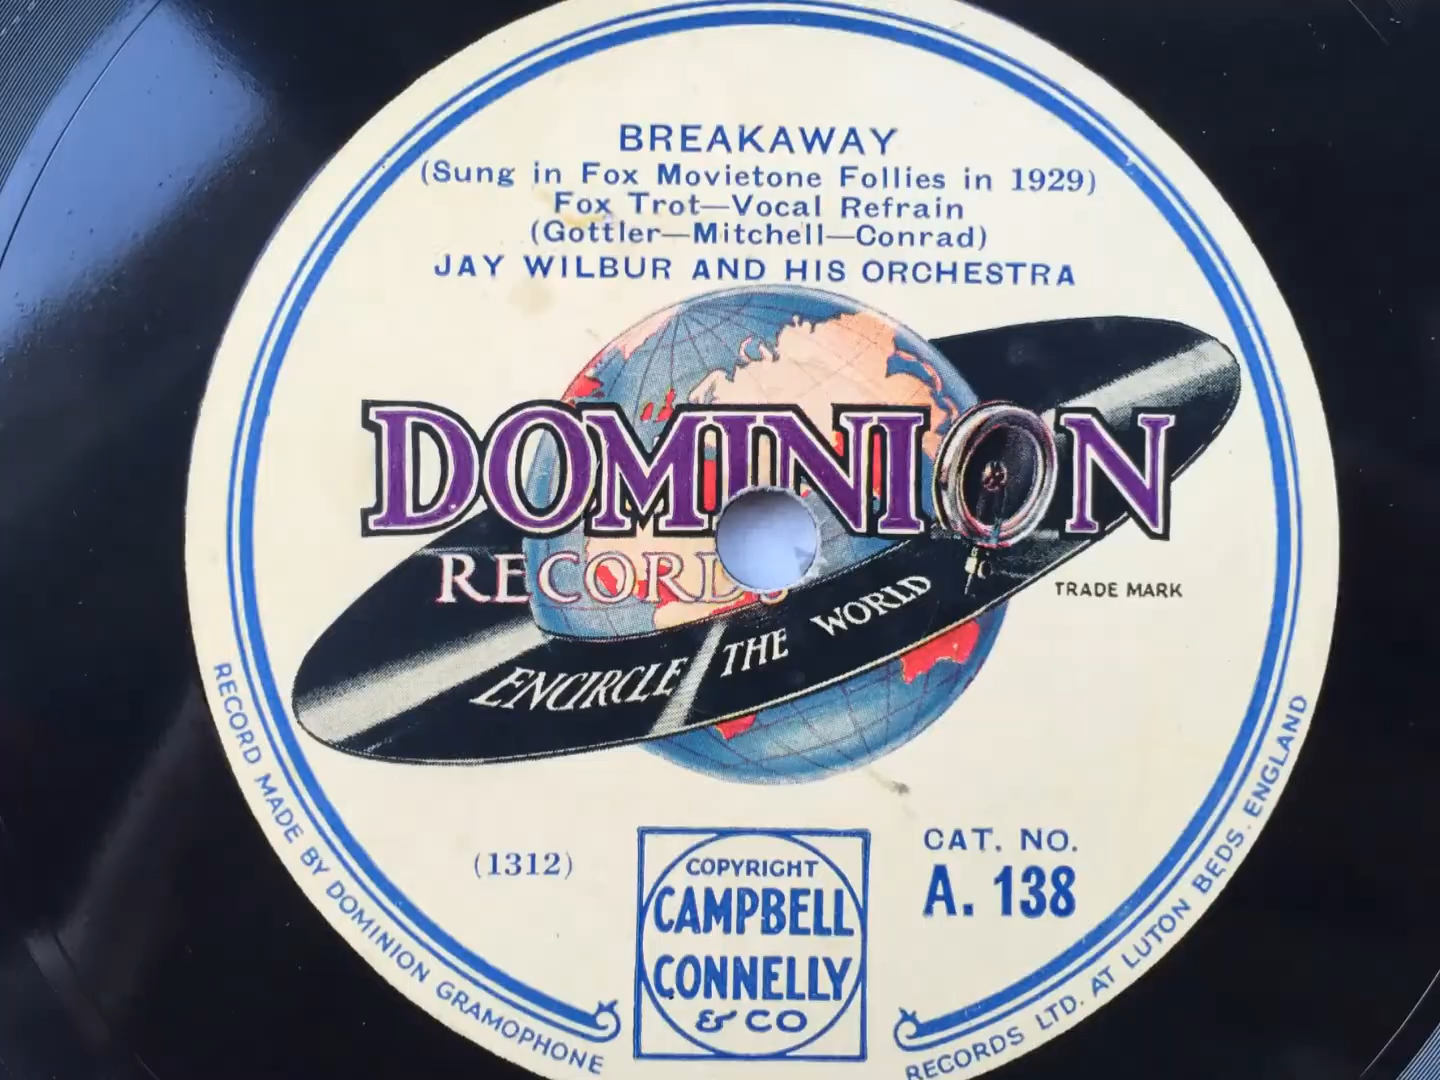 BREAKAWAY
(Sung in Fox Movietone Follies in 1929)
Fox Trot—Vocal Refrain
(Gottler—Mitchell—Conrad)
JAY WILBUR AND HIS ORCHESTRA
DOMINION
RECORDS
ENCIRCLE THE WORLD
TRADE MARK
(1312)
COPYRIGHT
CAMPBELL
CONNELLY
& CO
CAT. NO.
A. 138
RECORD MADE BY DOMINION GRAMOPHONE RECORDS LTD. AT LUTON BEDS. ENGLAND